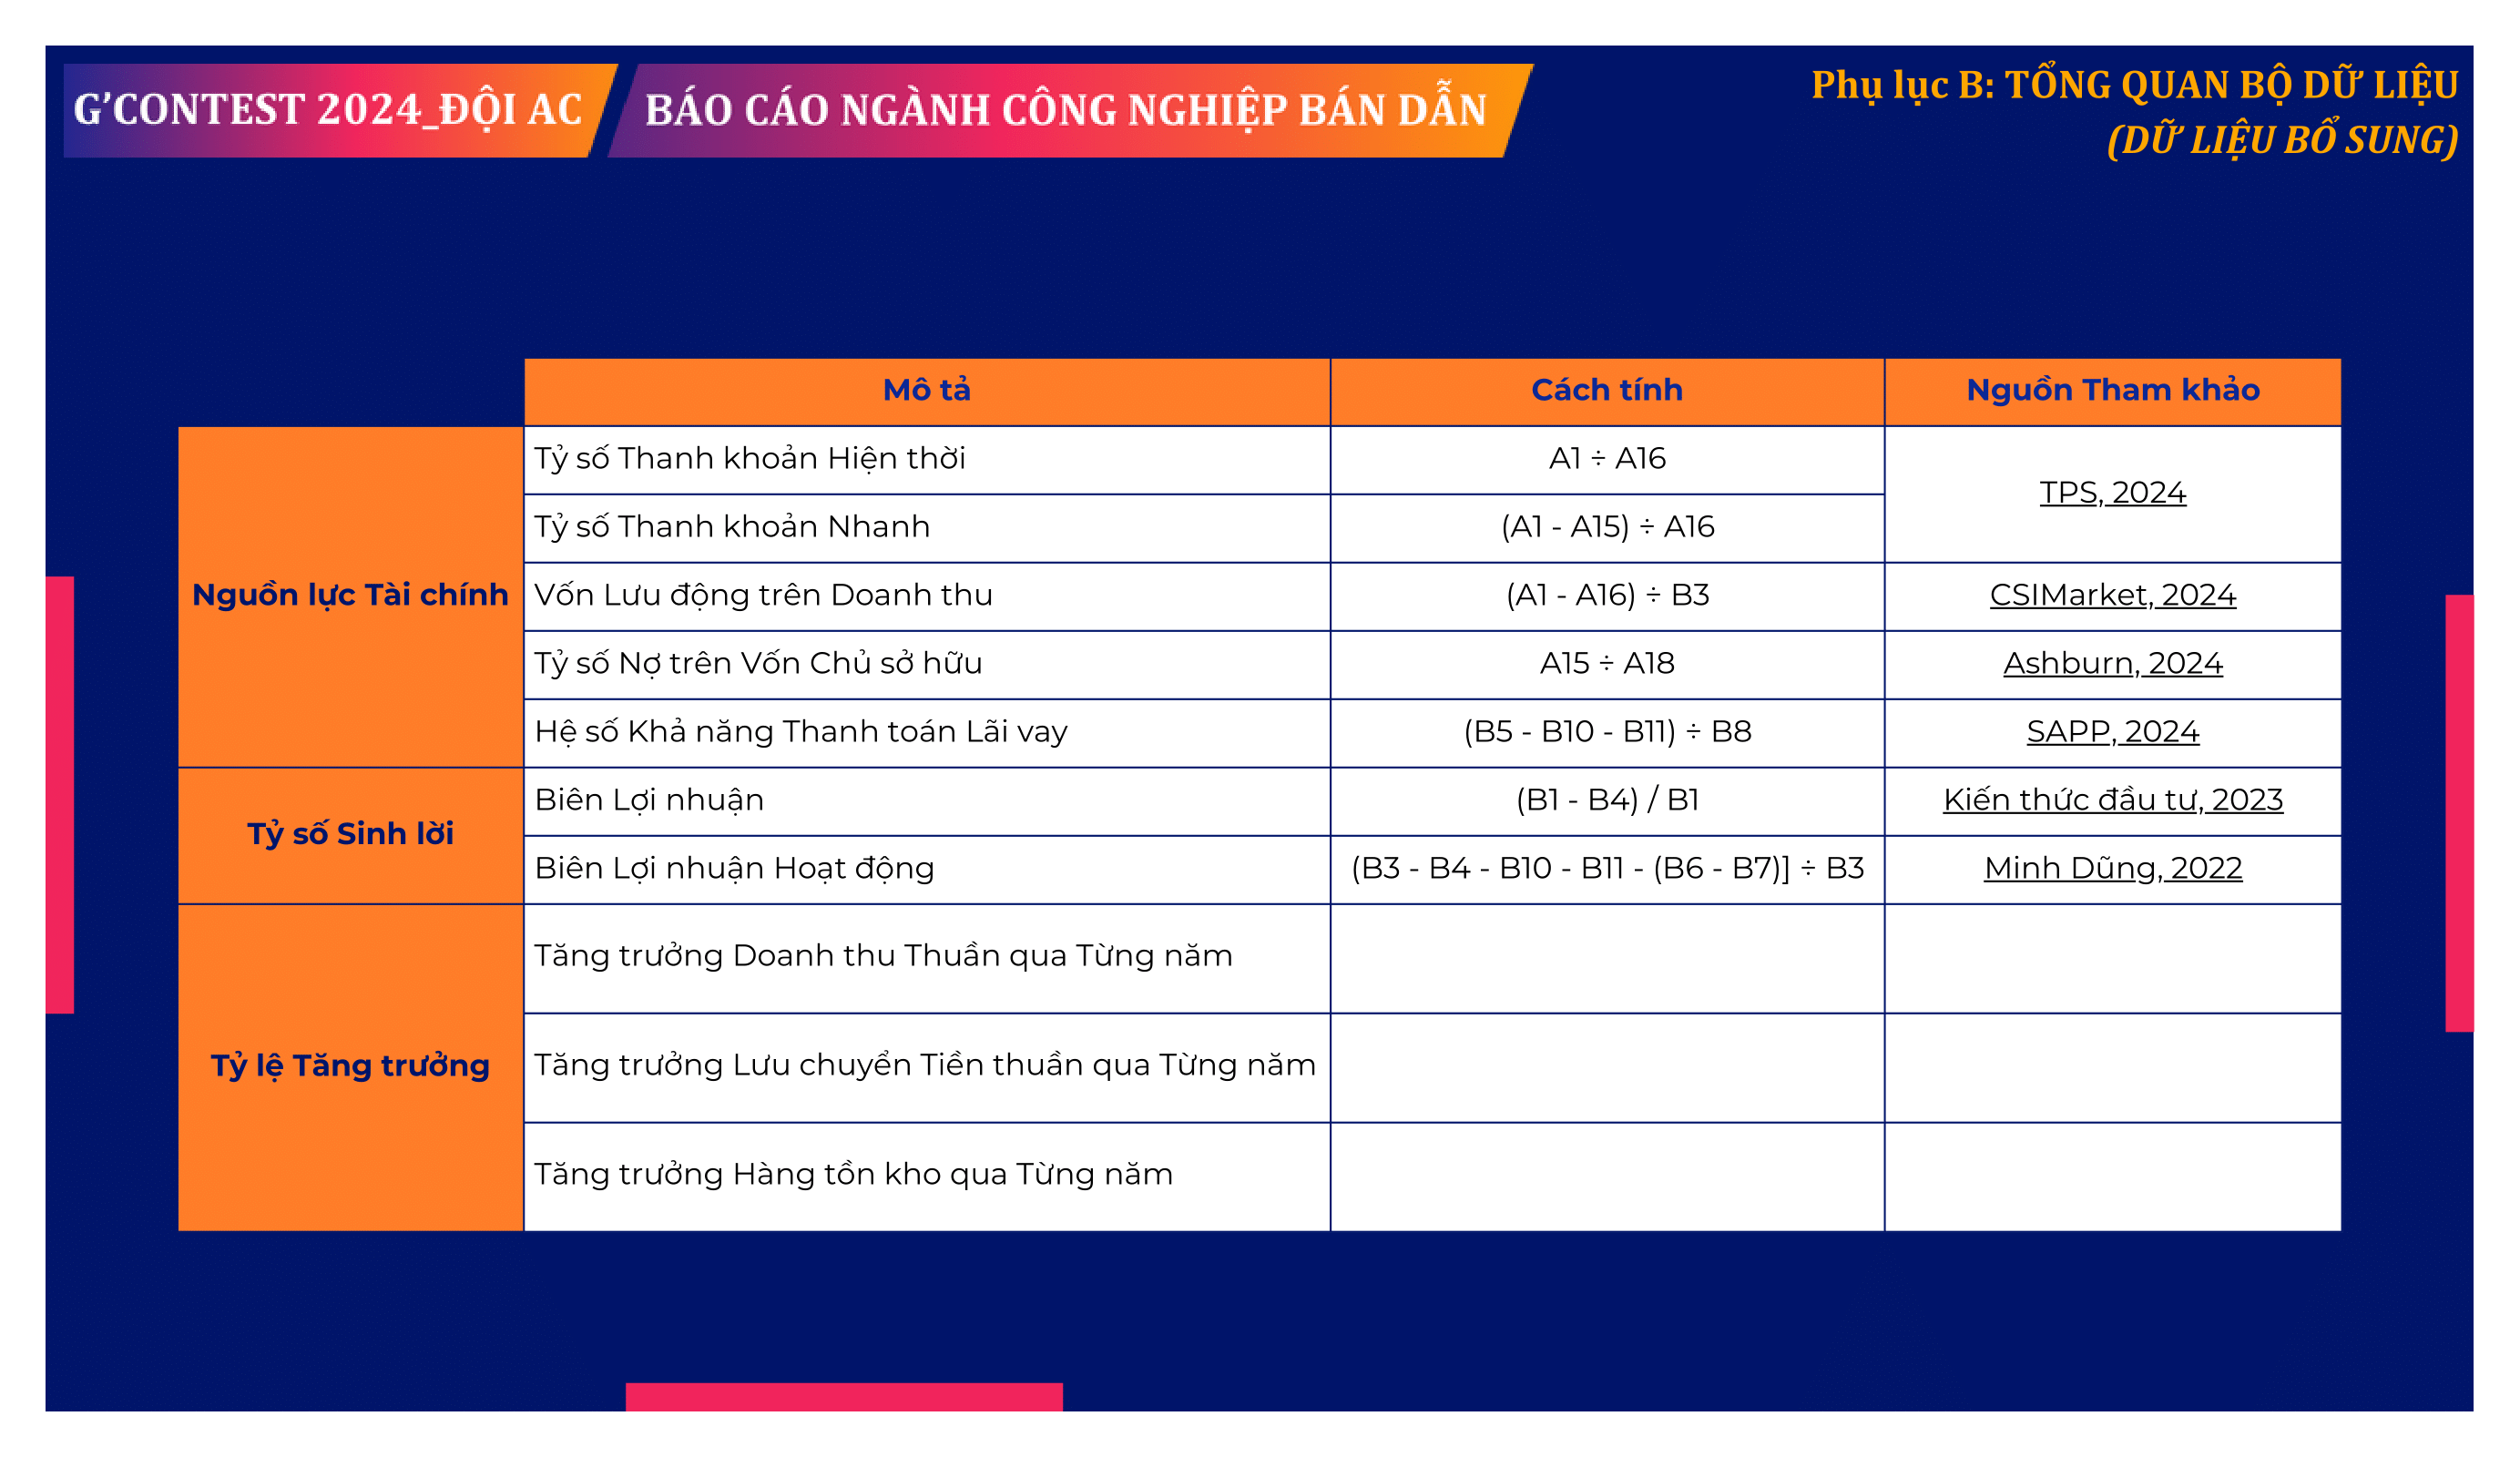 G'CONTEST 2024_ĐỘI AC
BÁO CÁO NGÀNH CÔNG NGHIỆP BÁN DẪN
Phụ lục B: TỔNG QUAN BỘ DỮ LIỆU
(DỮ LIỆU BỔ SUNG)
Mô tả
Cách tính
Nguồn Tham khảo
Nguồn lực Tài chính
Tỷ số Thanh khoản Hiện thời
A1 ÷ A16
TPS, 2024
Tỷ số Thanh khoản Nhanh
(A1 - A15) ÷ A16
Vốn Lưu động trên Doanh thu
(A1 - A16) ÷ B3
CSIMarket, 2024
Tỷ số Nợ trên Vốn Chủ sở hữu
A15 ÷ A18
Ashburn, 2024
Hệ số Khả năng Thanh toán Lãi vay
(B5 - B10 - B11) ÷ B8
SAPP, 2024
Tỷ số Sinh lời
Biên Lợi nhuận
(B1 - B4) / B1
Kiến thức đầu tư, 2023
Biên Lợi nhuận Hoạt động
(B3 - B4 - B10 - B11 - (B6 - B7)] ÷ B3
Minh Dũng, 2022
Tỷ lệ Tăng trưởng
Tăng trưởng Doanh thu Thuần qua Từng năm
Tăng trưởng Lưu chuyển Tiền thuần qua Từng năm
Tăng trưởng Hàng tồn kho qua Từng năm